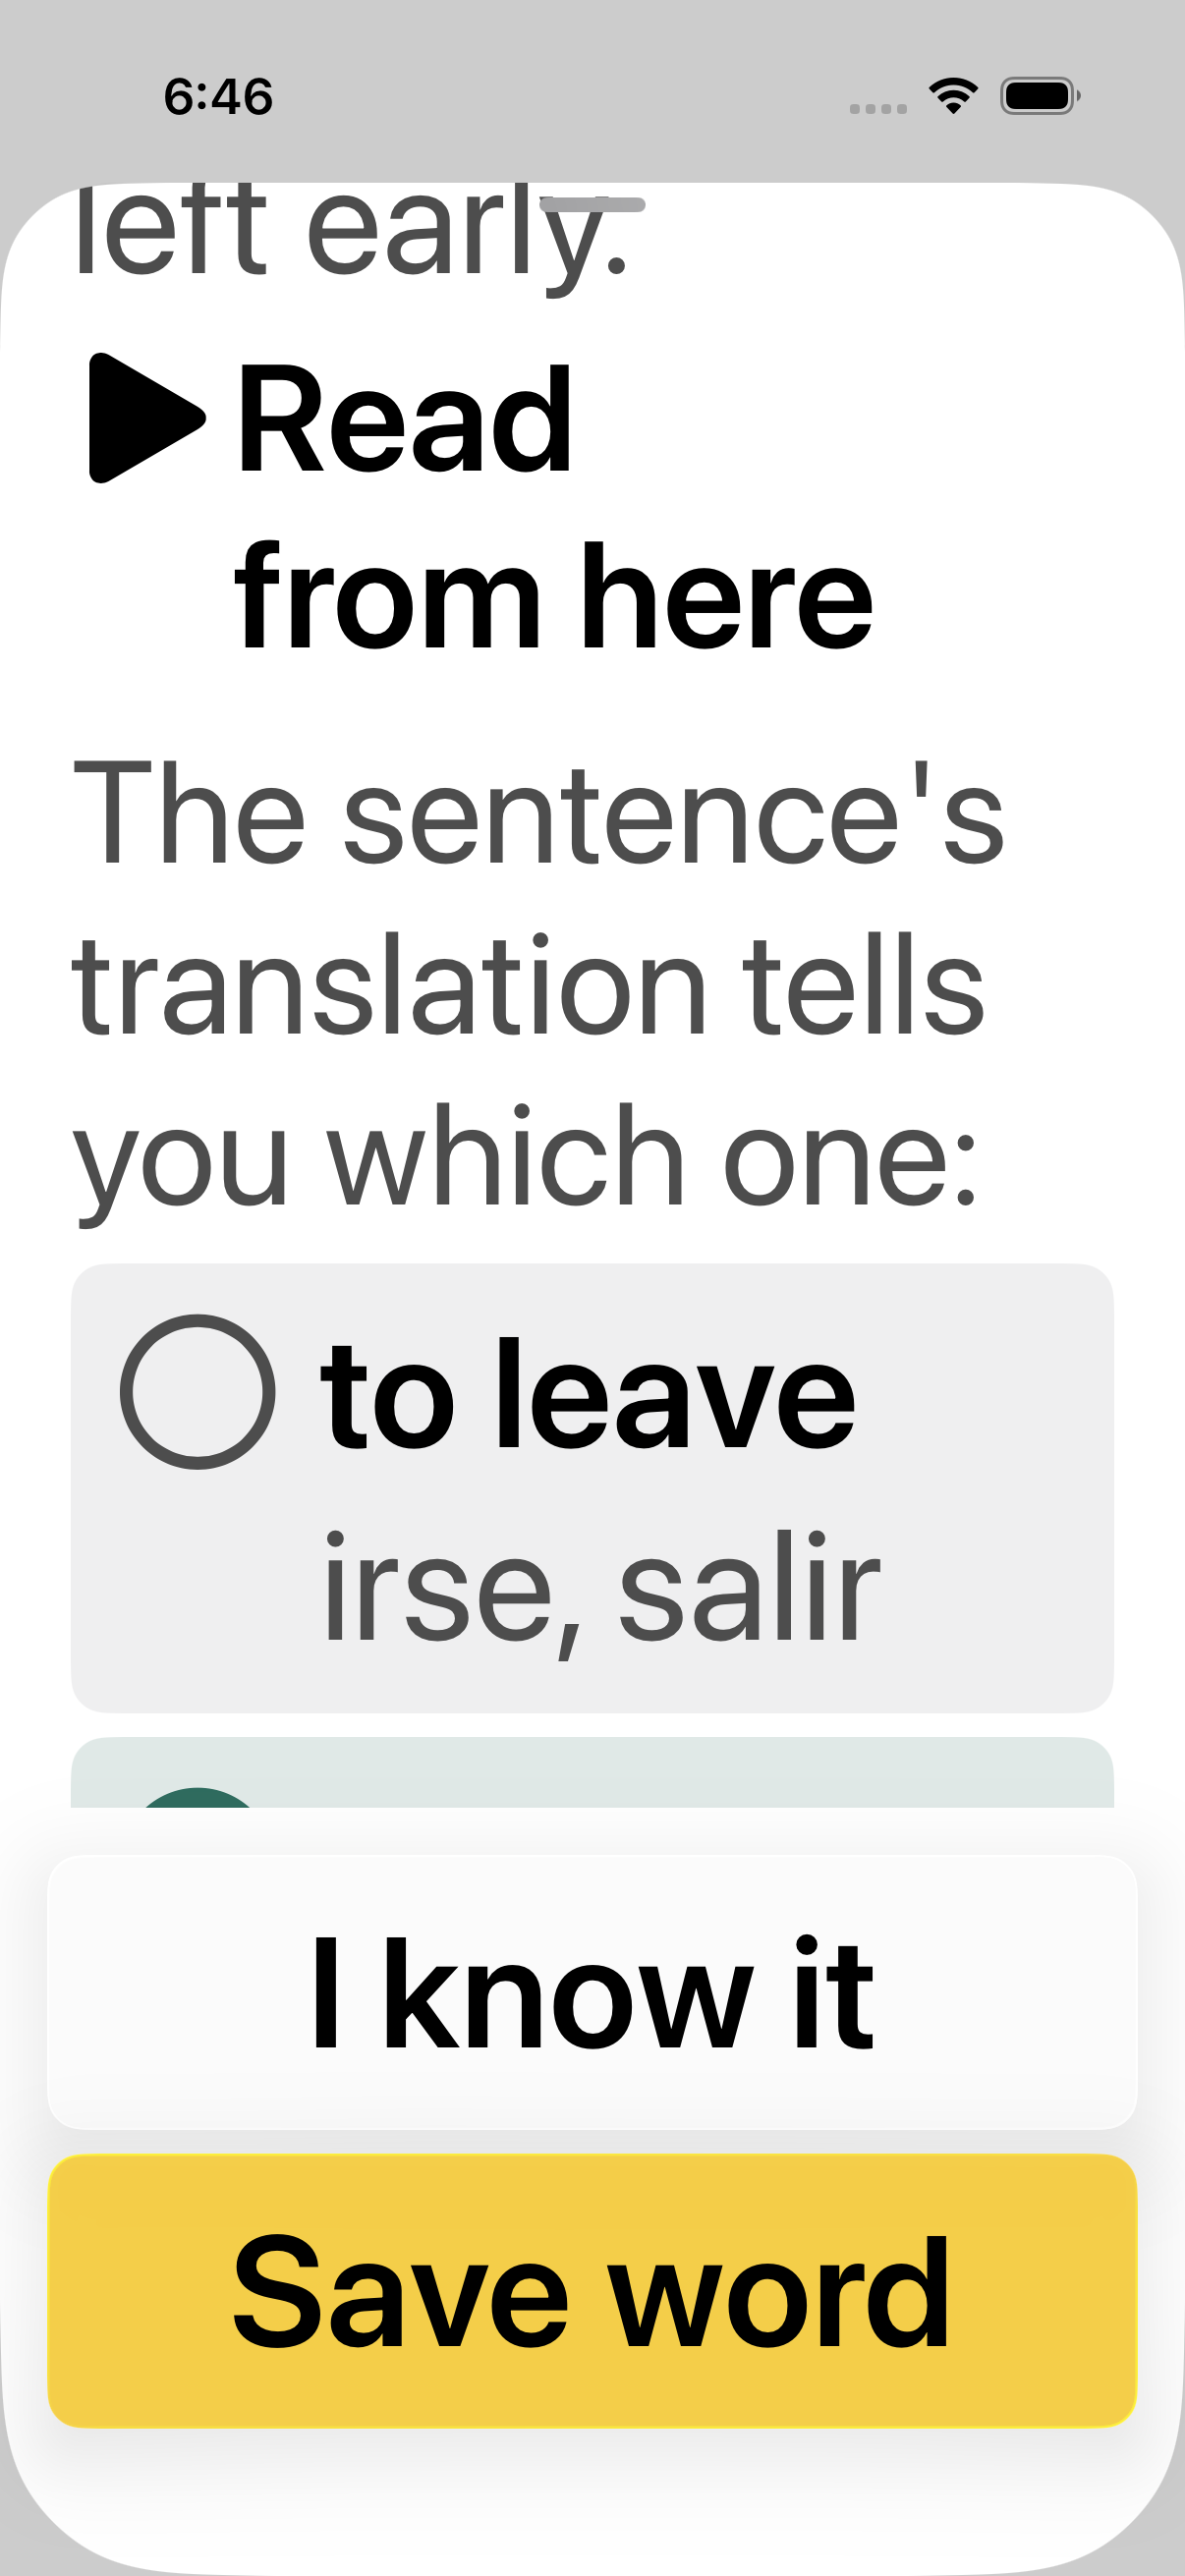 6:46
left early.
Read
from here
The sentence's
translation tells
you which one:
to leave
irse, salir
I know it
Save word